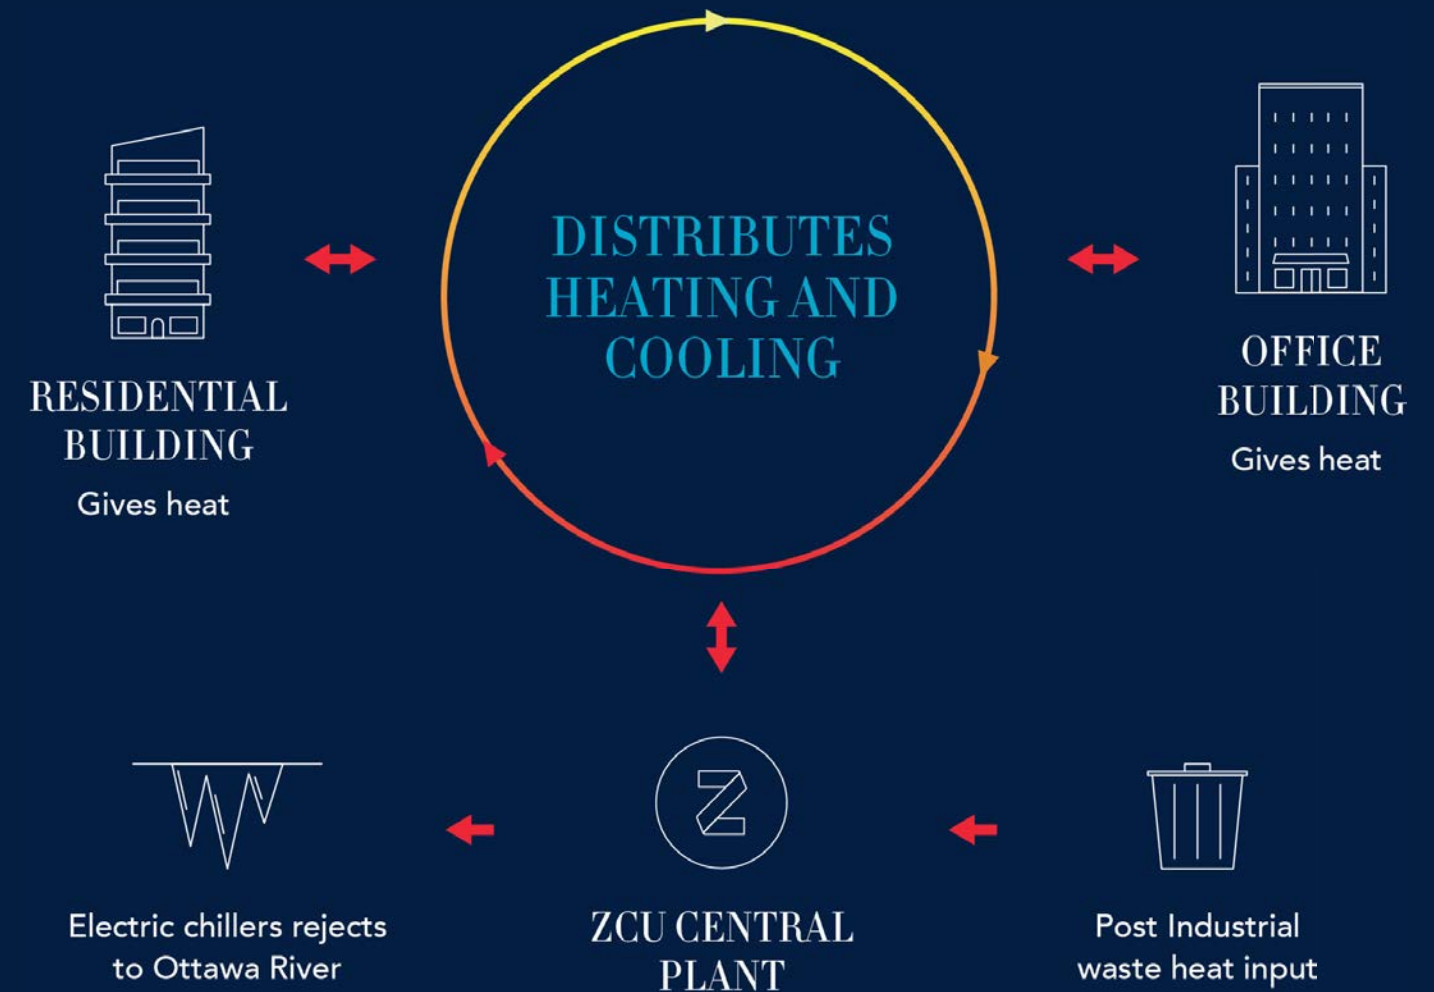 DISTRIBUTES
HEATING AND
COOLING
RESIDENTIAL
BUILDING
Gives heat
OFFICE
BUILDING
Gives heat
Electric chillers rejects
to Ottawa River
Z
ZCU CENTRAL
PLANT
Post Industrial
waste heat input